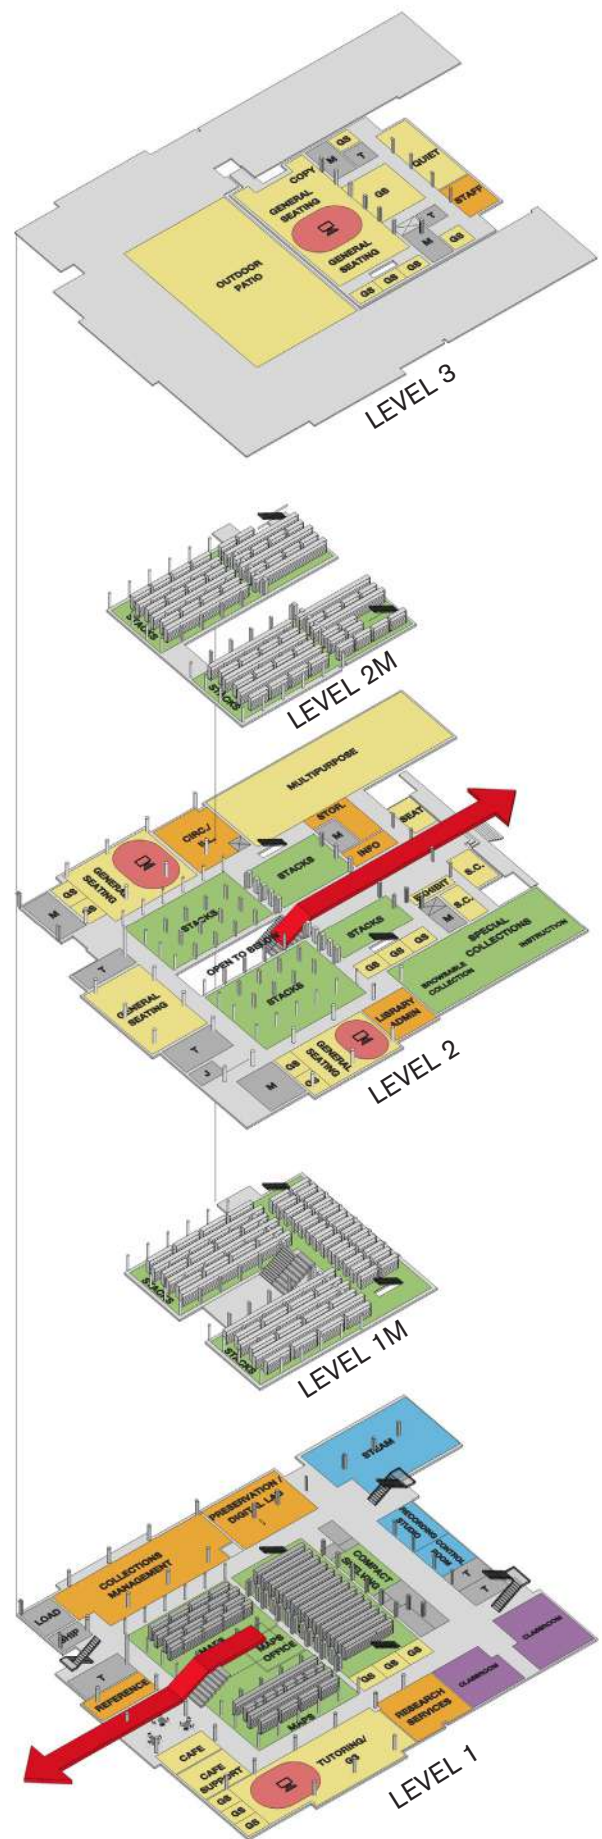 GS
M
T
QUIET
COPY
GS
STAFF
GENERAL
SEATING
T
M
GS
GENERAL
SEATING
OUTDOOR
PATIO
GS
GS
GS
LEVEL 3
STACKS
STACKS
LEVEL 2M
MULTIPURPOSE
STOR.
M
SEAT
CIRC./
INFO
GENERAL
SEATING
STACKS
GS
GS
M
EXHIBIT
S.C.
S.C.
M
STACKS
STACKS
OPEN TO BELOW
GS
GS
GS
SPECIAL
COLLECTIONS
BROWSABLE
COLLECTION
INSTRUCTION
T
STACKS
GENERAL
SEATING
LIBRARY
ADMIN
T
J
GENERAL
SEATING
GS
GS
M
LEVEL 2
STACKS
STACKS
LEVEL 1M
STEAM
PRESERVATION /
DIGITAL LAB
RECORDING CONTROL
STUDIO
ROOM
COLLECTIONS
MANAGEMENT
COMPACT
SHELVING
T
T
LOAD
SHIP
MAPS
MAPS
OFFICE
CLASSROOM
T
REFERENCE
GS
GS
GS
CLASSROOM
MAPS
RESEARCH
SERVICES
CAFE
CAFE
SUPPORT
TUTORING/
GS
GS
GS
GS
LEVEL 1